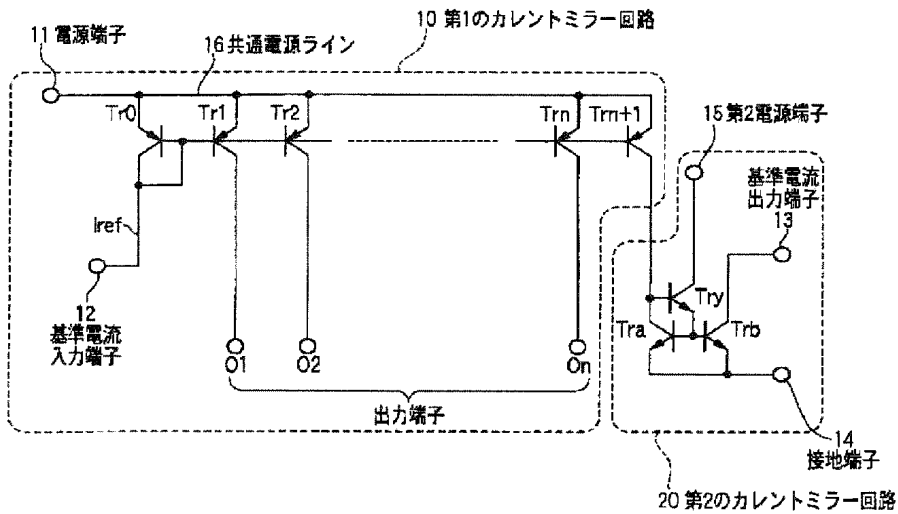 10 第1のカレントミラー回路
11 電源端子
16 共通電源ライン
Tr0
Tr1
Tr2
Trn
Trn+1
15 第2電源端子
基準電流
出力端子
13
Iref
12
基準電流
入力端子
Try
Tra
Trb
O1
O2
On
出力端子
14
接地端子
20 第2のカレントミラー回路